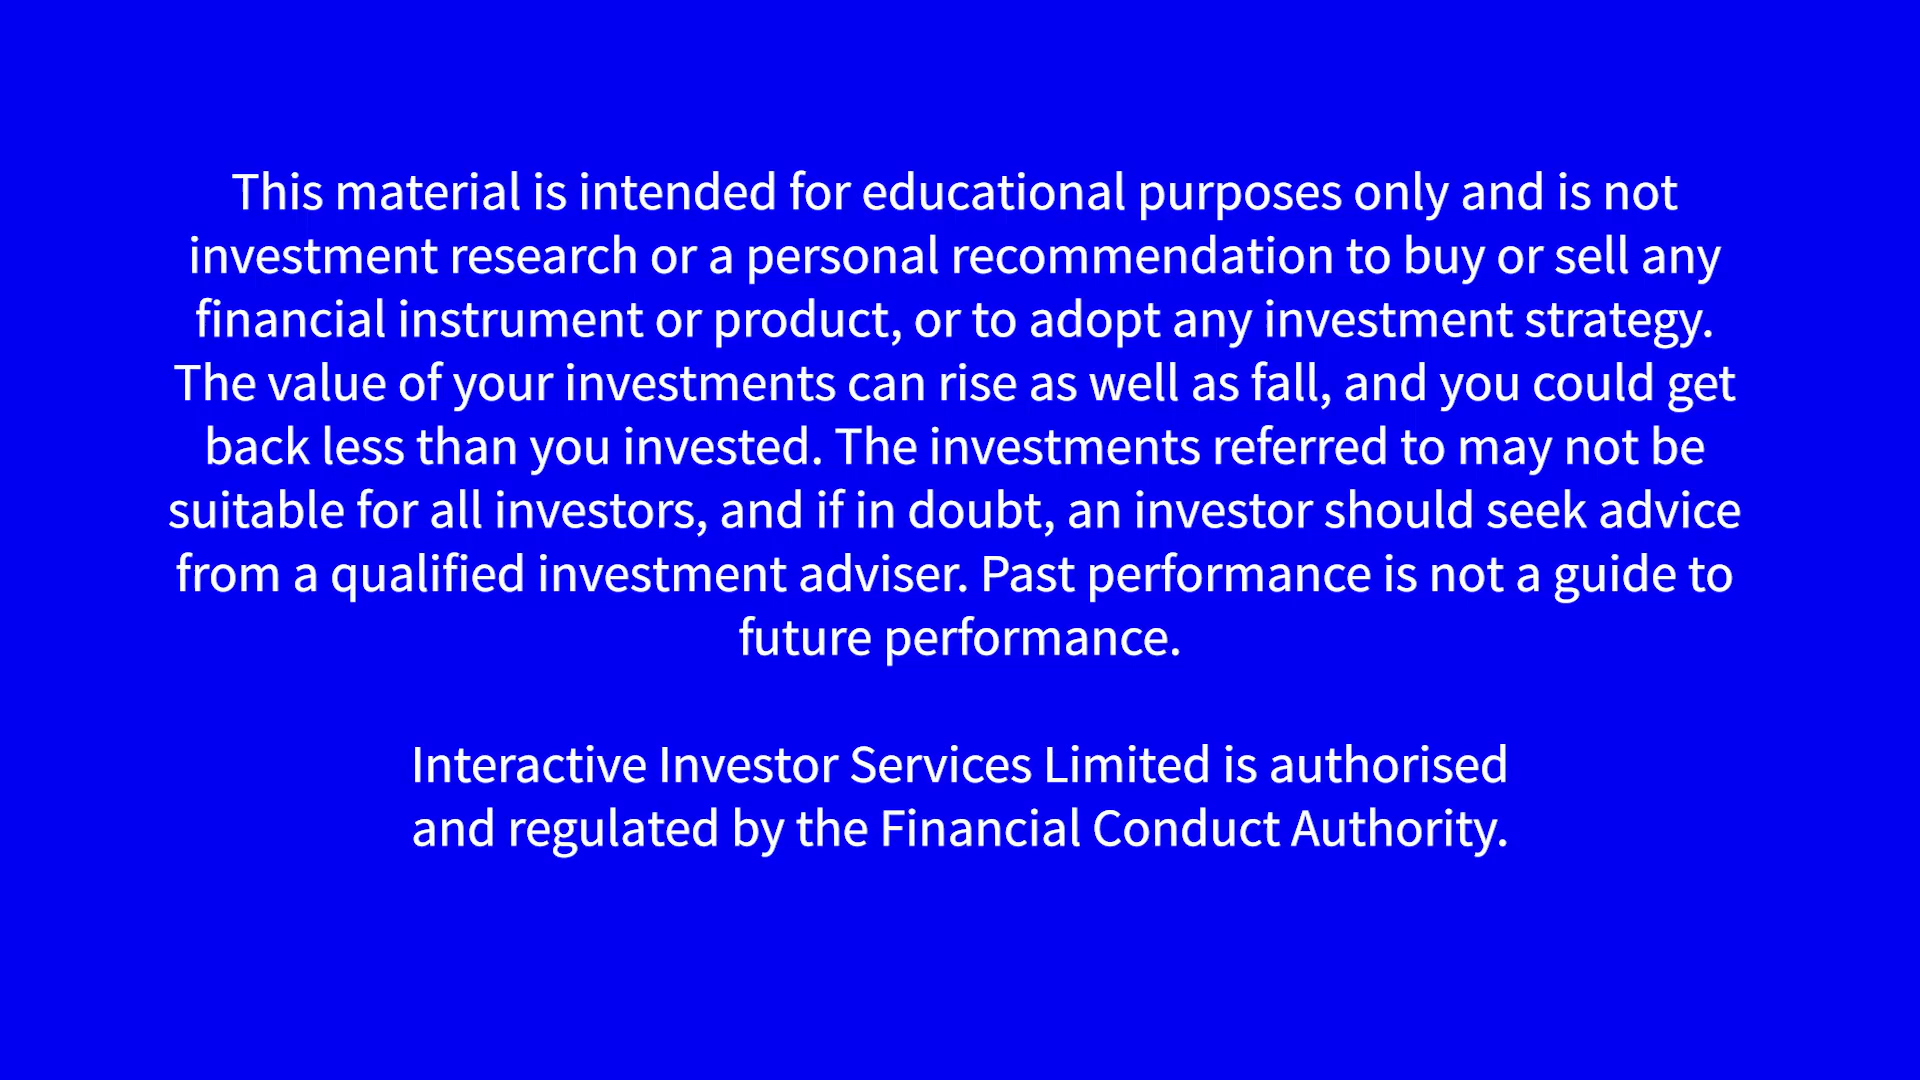 This material is intended for educational purposes only and is not
investment research or a personal recommendation to buy or sell any
financial instrument or product, or to adopt any investment strategy.
The value of your investments can rise as well as fall, and you could get
back less than you invested. The investments referred to may not be
suitable for all investors, and if in doubt, an investor should seek advice
from a qualified investment adviser. Past performance is not a guide to
future performance.
Interactive Investor Services Limited is authorised
and regulated by the Financial Conduct Authority.